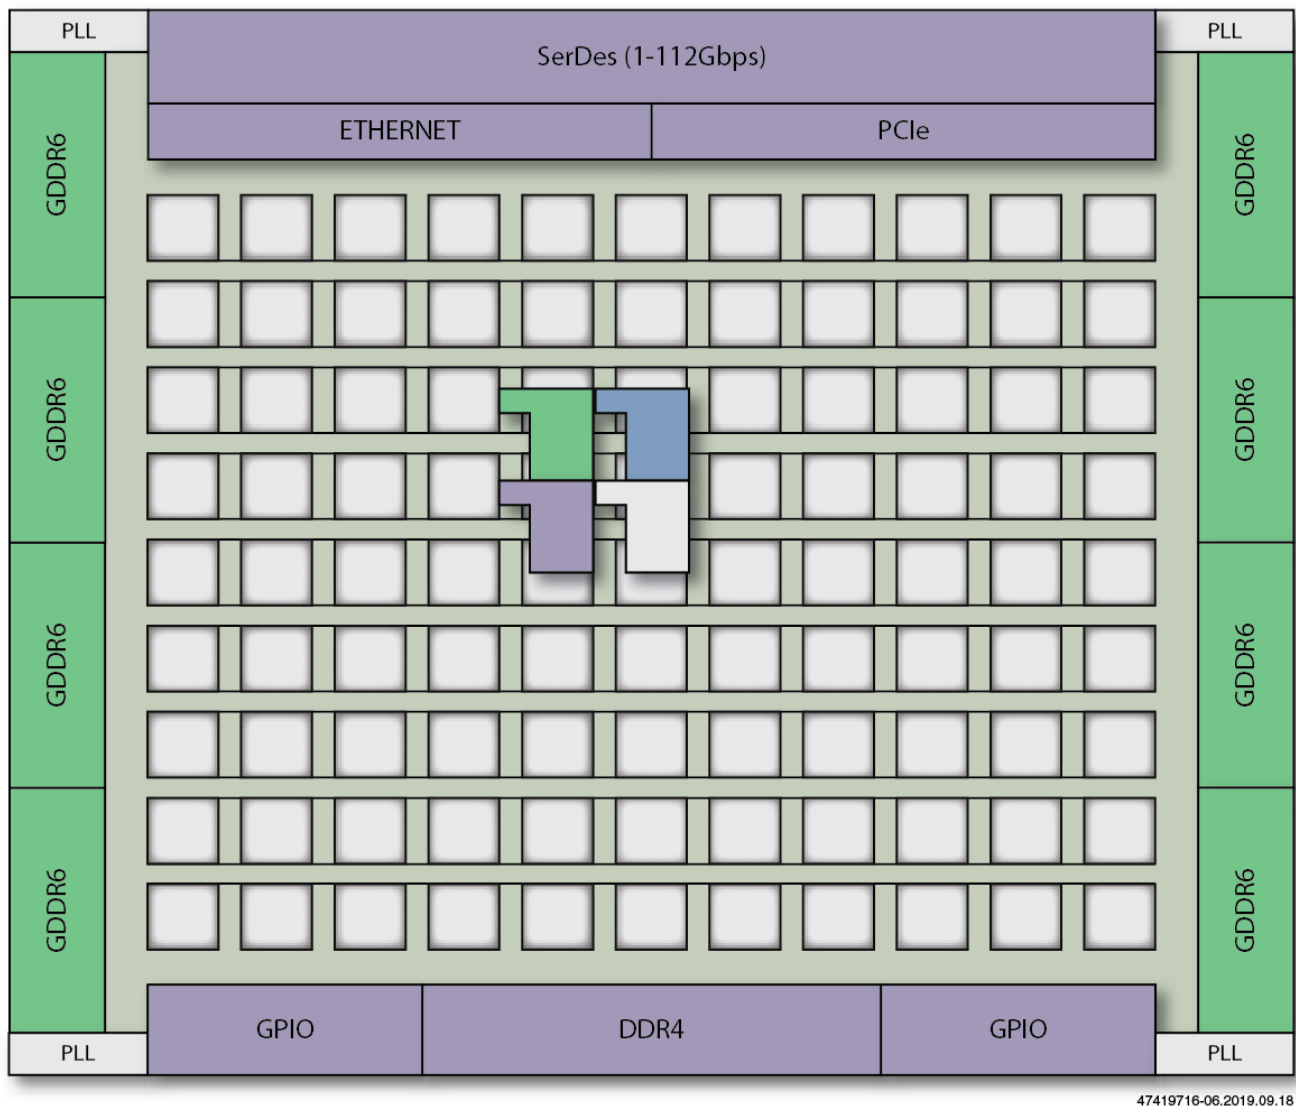 PLL
SerDes (1-112Gbps)
PLL
ETHERNET
PCIe
GDDR6
GDDR6
GDDR6
GDDR6
GDDR6
GDDR6
GDDR6
GDDR6
GPIO
DDR4
GPIO
PLL
PLL
47419716-06.2019.09.18